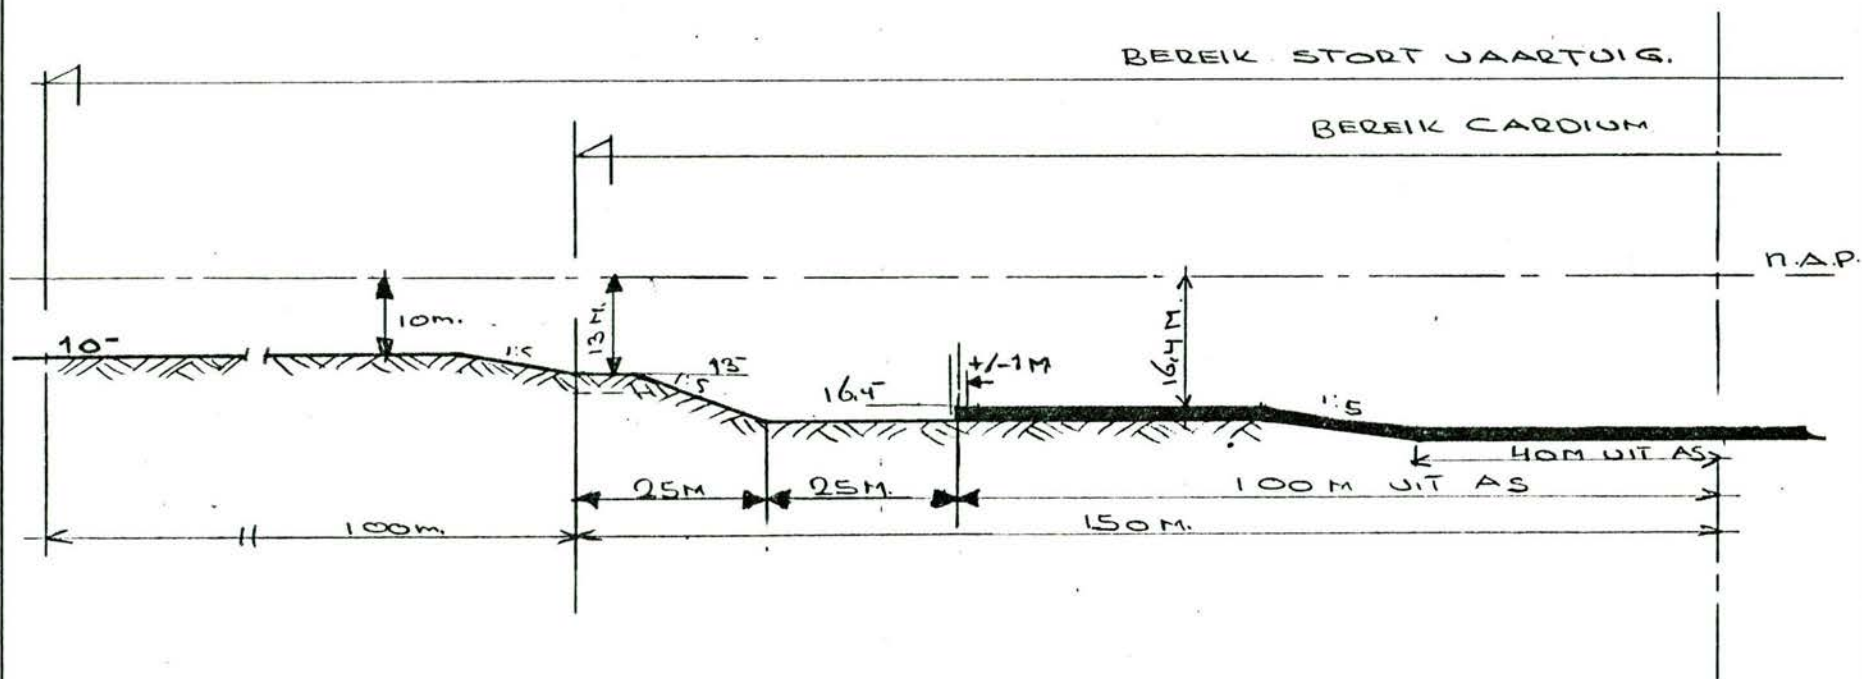 BEREIK STORT VAARTUIG.
BEREIK CARDIUM
N.A.P.
10m.
13 M.
16,4 M
10-
1:5
13-
1:5
16,4-
+/-1 M
1:5
40M UIT AS
25M
25M.
100 M UIT AS
100m.
150 M.